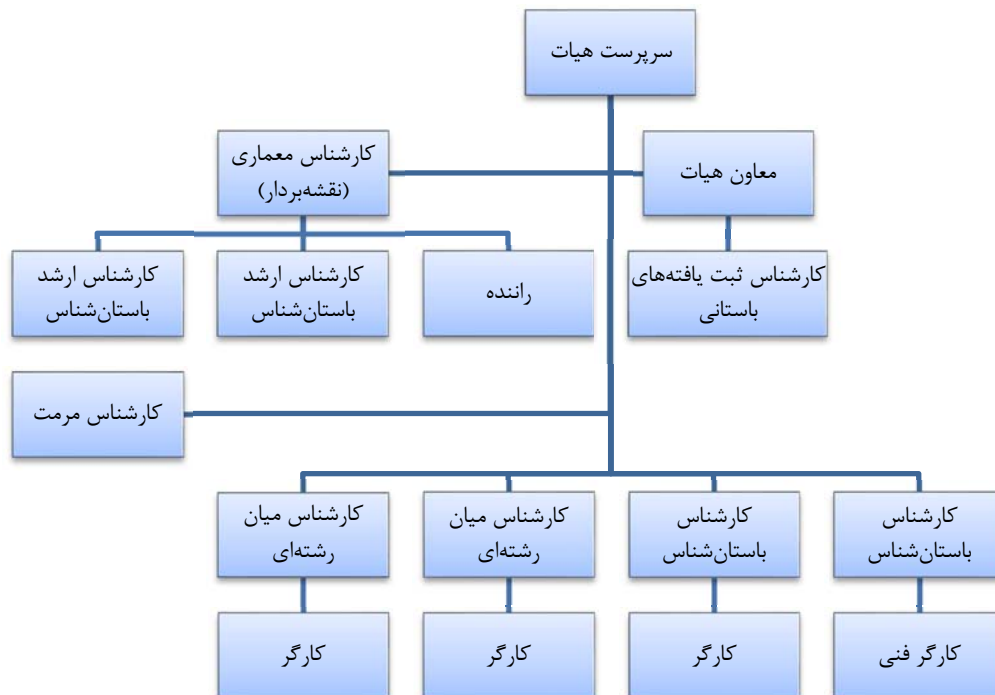 سرپرست هیات
معاون هیات
کارشناس معماری
(نقشه‌بردار)
کارشناس ثبت یافته‌های
باستانی
راننده
کارشناس ارشد
باستان‌شناس
کارشناس ارشد
باستان‌شناس
کارشناس مرمت
کارشناس
باستان‌شناس
کارشناس
باستان‌شناس
کارشناس میان
رشته‌ای
کارشناس میان
رشته‌ای
کارگر فنی
کارگر
کارگر
کارگر